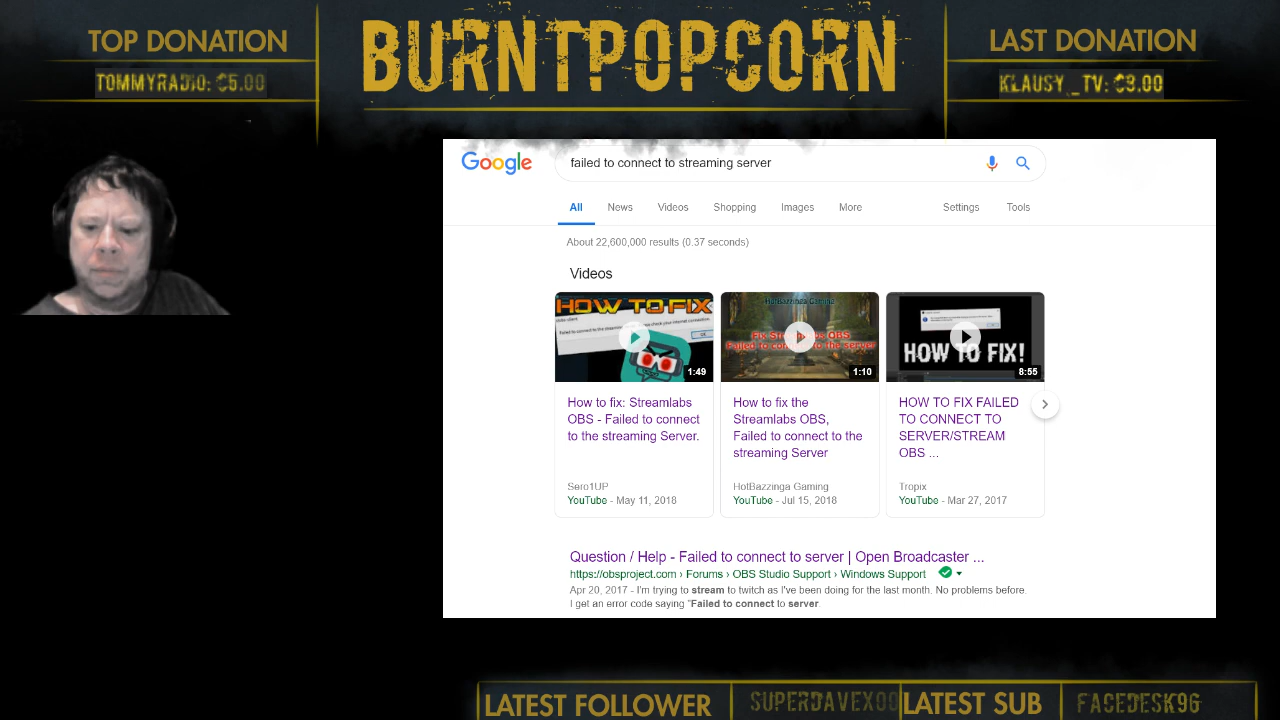 TOP DONATION
TOMMYRADIO: €5.00
BURNTPOPCORN
LAST DONATION
KLAUSY_TV: €3.00
Google
failed to connect to streaming server
All News Videos Shopping Images More Settings Tools
About 22,600,000 results (0.37 seconds)
Videos
HOW TO FIX
1:49
HotBazzinga Gaming
1:10
HOW TO FIX!
8:55
How to fix: Streamlabs
OBS - Failed to connect
to the streaming Server.
Sero1UP
YouTube - May 11, 2018
How to fix the
Streamlabs OBS,
Failed to connect to the
streaming Server
HotBazzinga Gaming
YouTube - Jul 15, 2018
HOW TO FIX FAILED
TO CONNECT TO
SERVER/STREAM
OBS ...
Tropix
YouTube - Mar 27, 2017
Question / Help - Failed to connect to server | Open Broadcaster ...
https://obsproject.com › Forums › OBS Studio Support › Windows Support
Apr 20, 2017 - I'm trying to stream to twitch as I've been doing for the last month. No problems before.
I get an error code saying "Failed to connect to server
LATEST FOLLOWER
SUPERDAVEX00
LATEST SUB
FACEDESK96